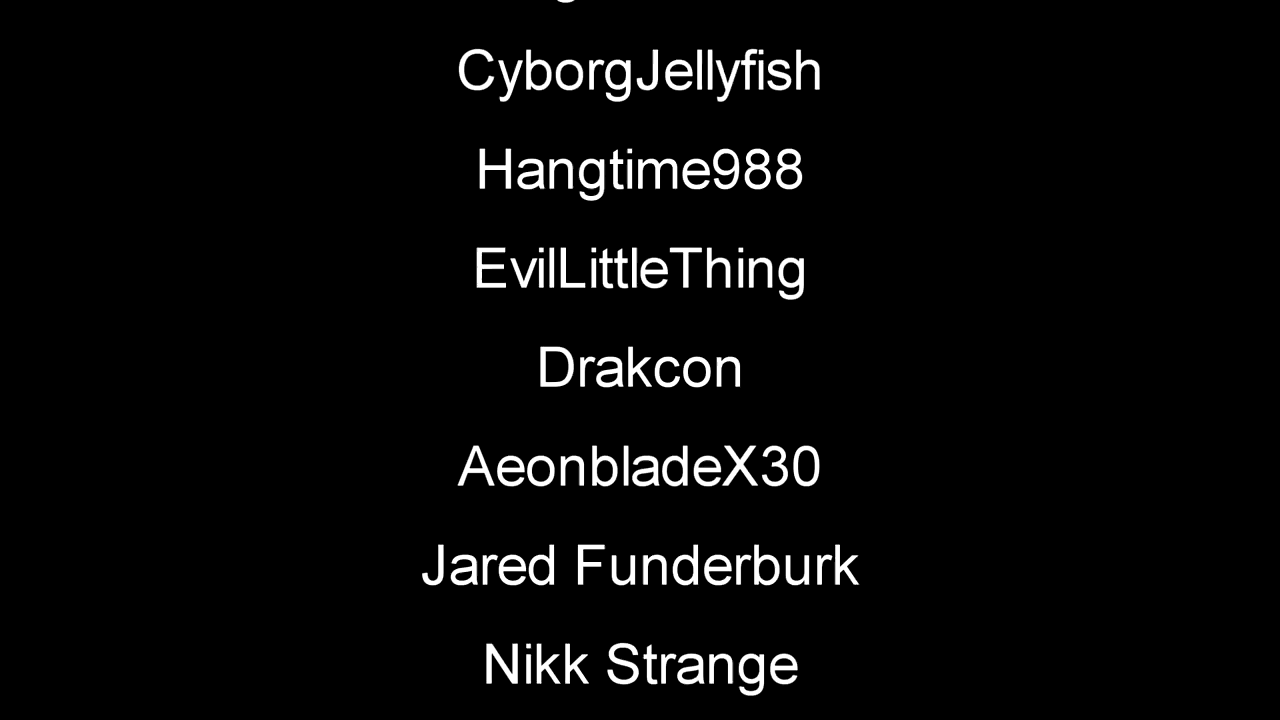 CyborgJellyfish
Hangtime988
EvilLittleThing
Drakcon
AeonbladeX30
Jared Funderburk
Nikk Strange